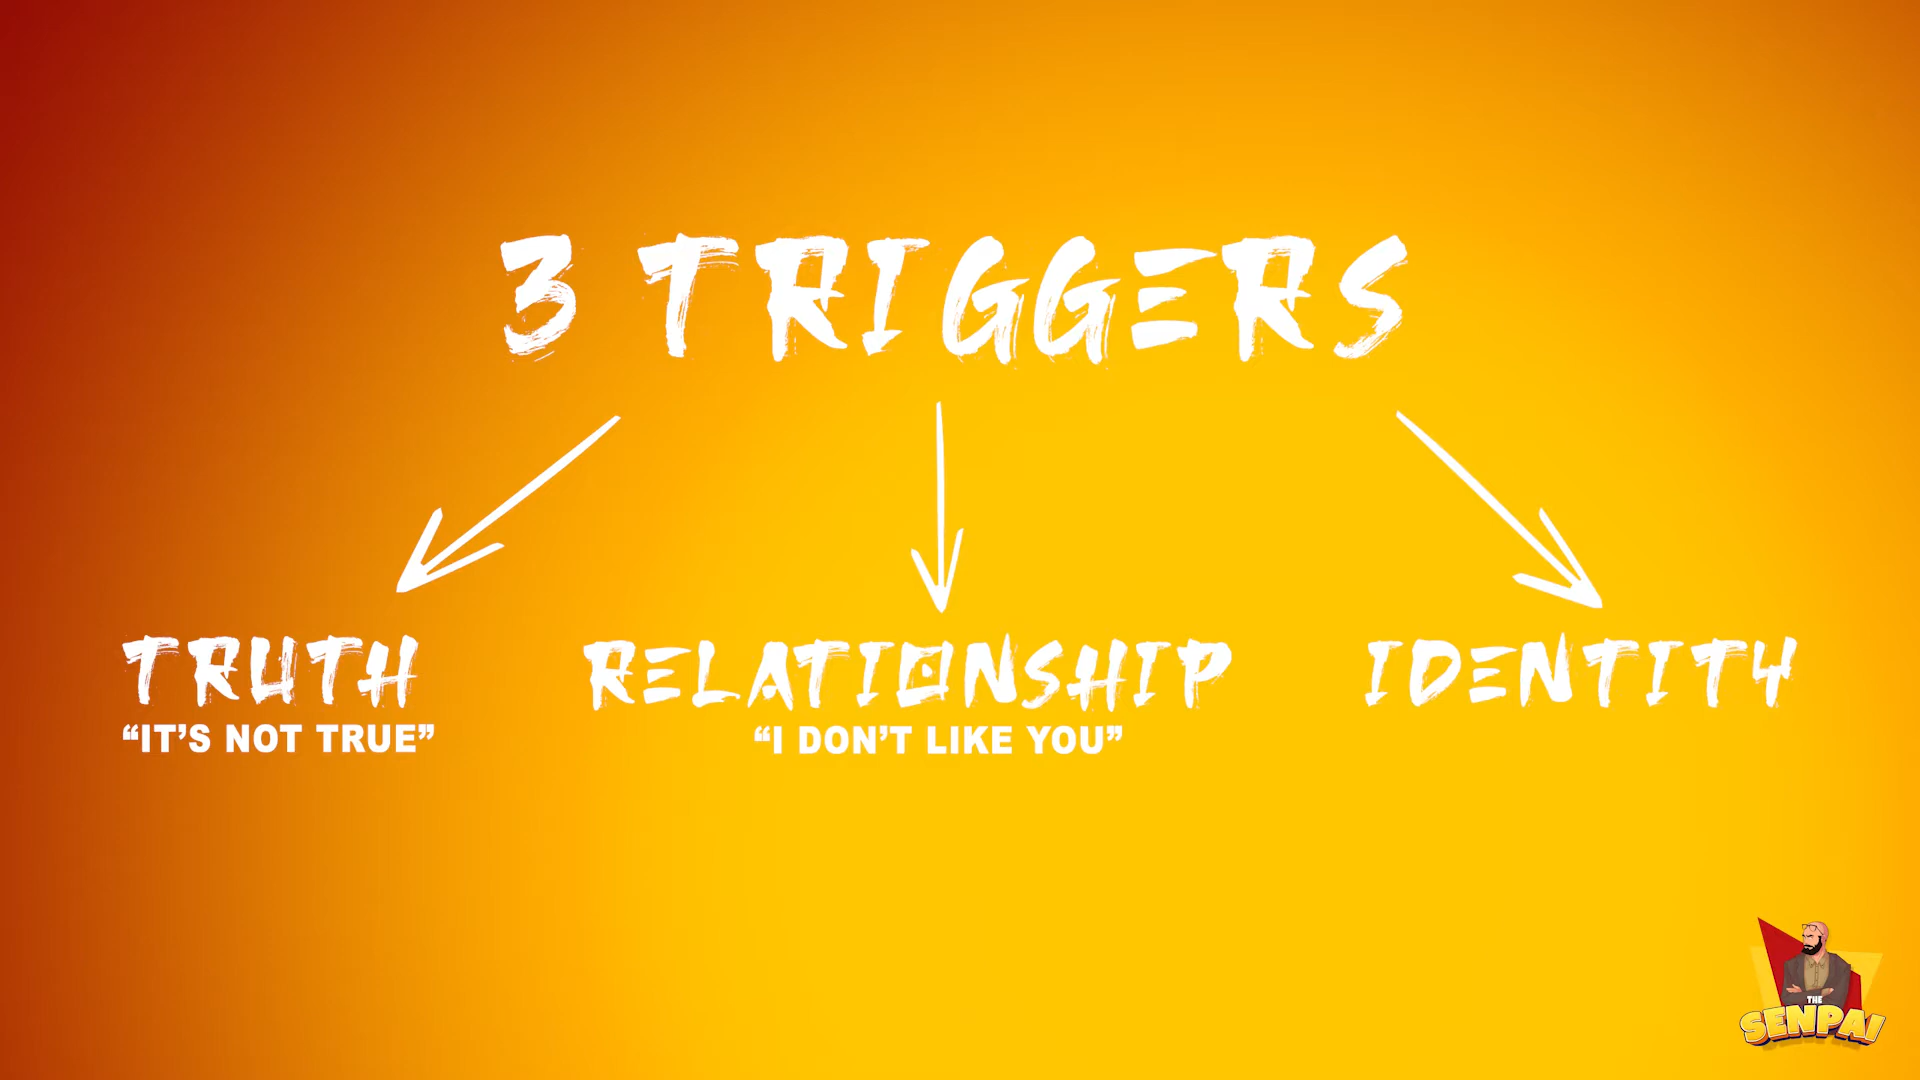 3 TRIGGERS
TRUTH
"IT'S NOT TRUE"
RELATIONSHIP
"I DON'T LIKE YOU"
IDENTITY
THE
SENPAI